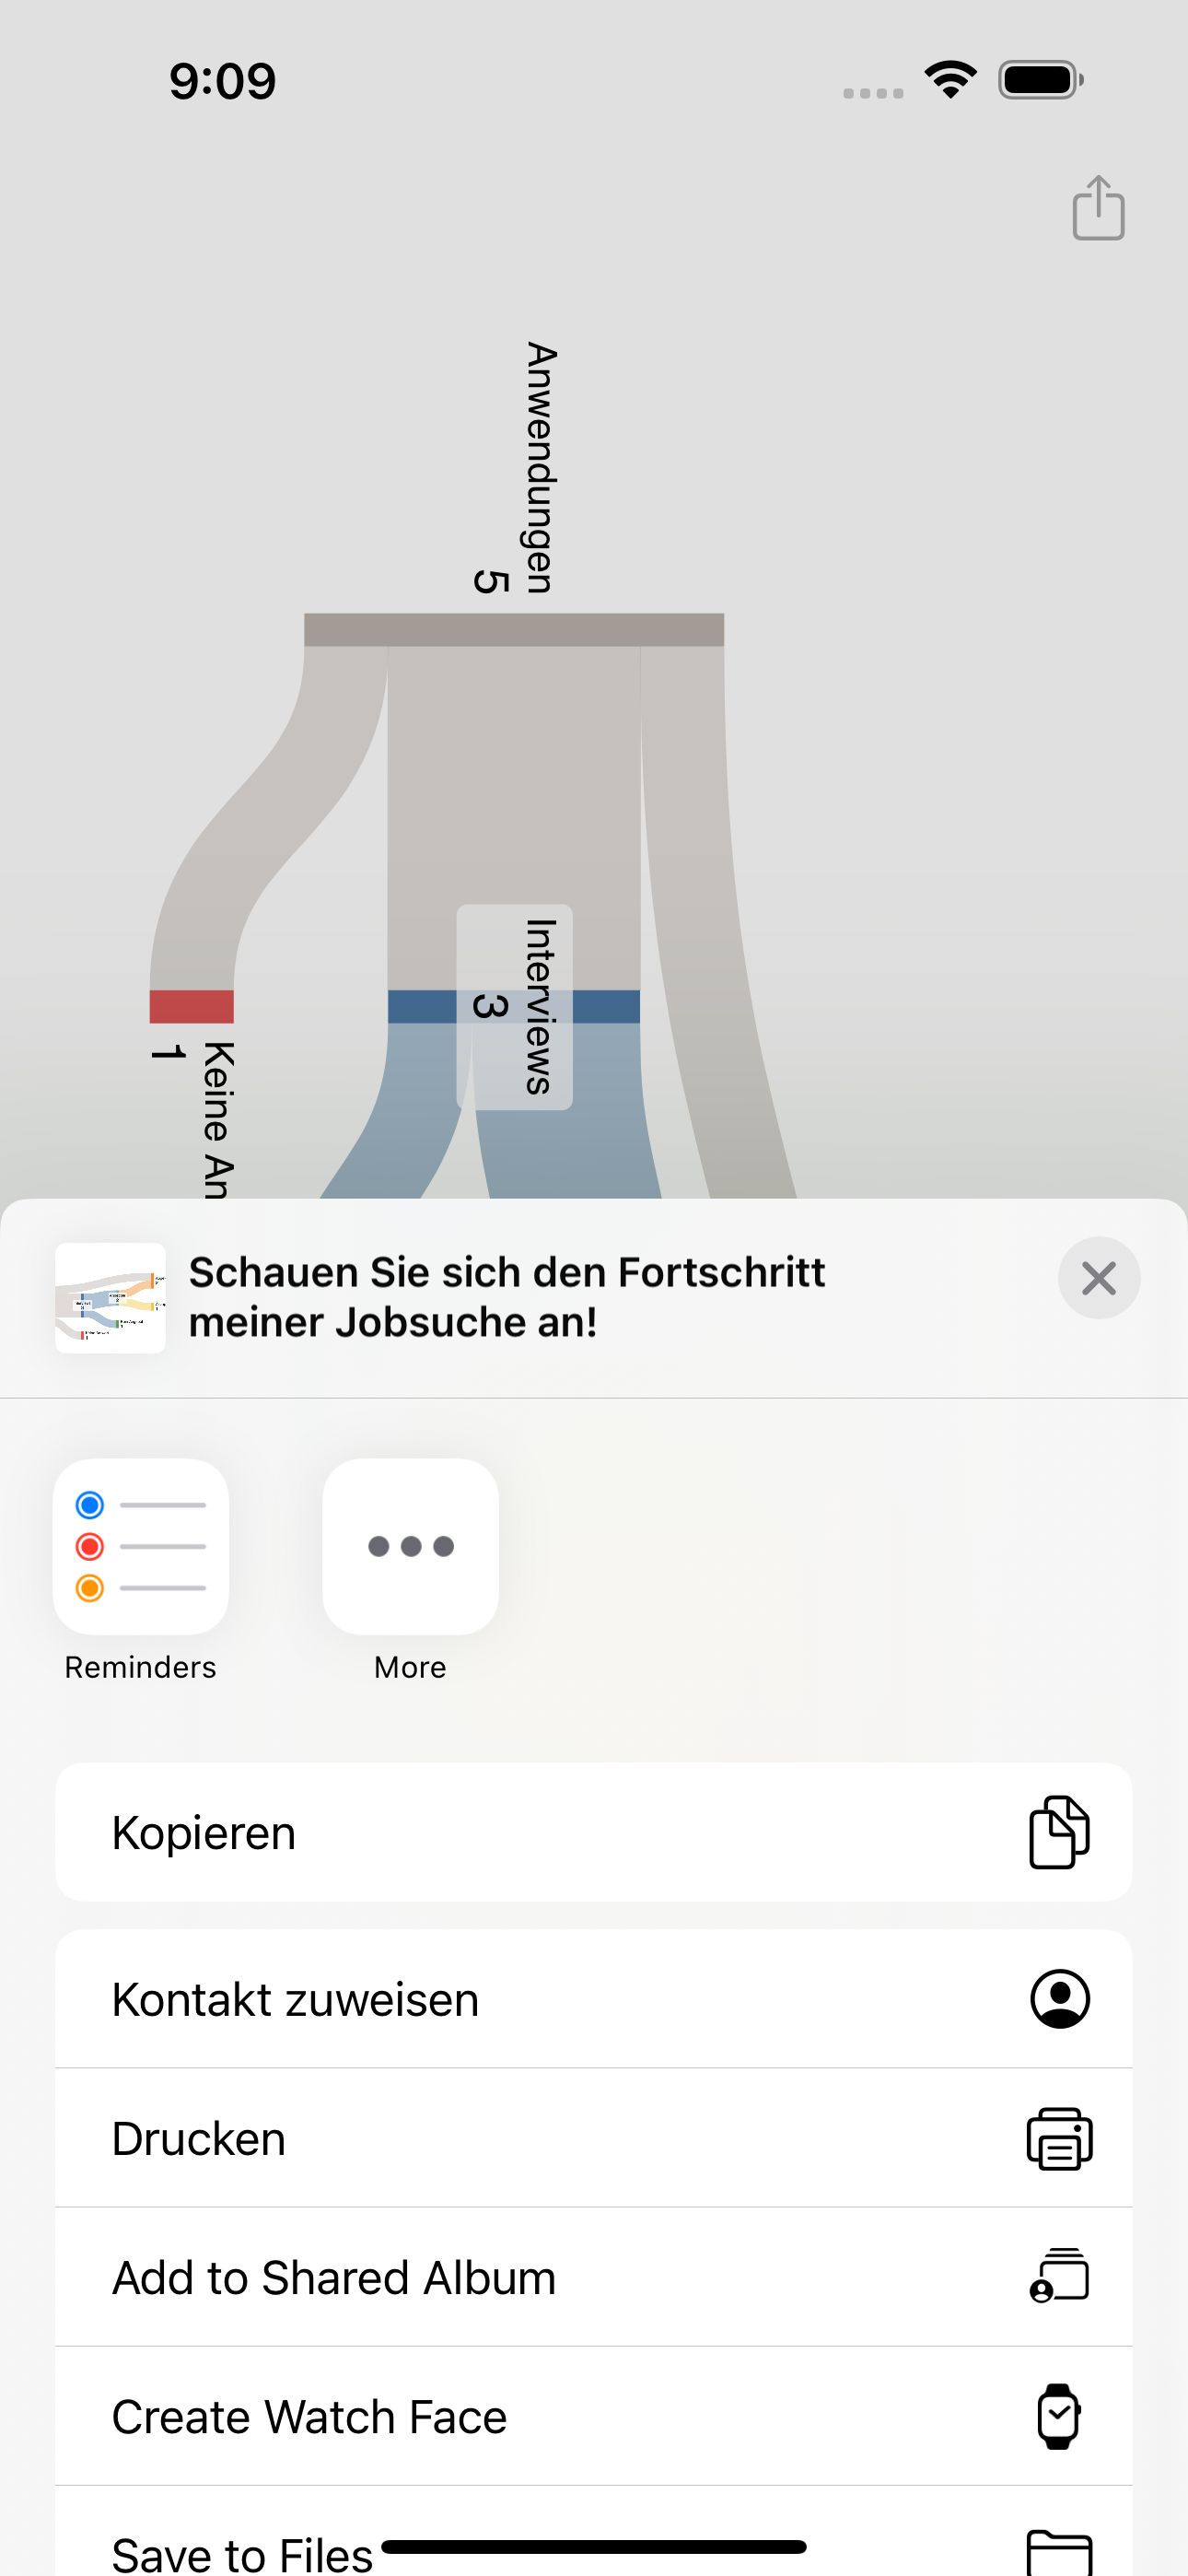 9:09
Anwendungen
5
Interviews
3
Keine An
1
Schauen Sie sich den Fortschritt
meiner Jobsuche an!
Reminders
More
Kopieren
Kontakt zuweisen
Drucken
Add to Shared Album
Create Watch Face
Save to Files